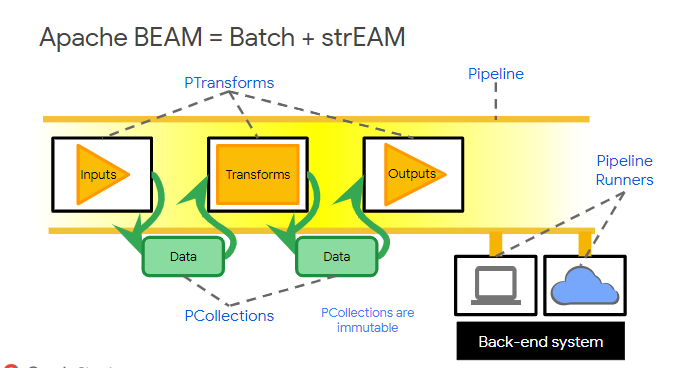 Apache BEAM = Batch + strEAM
PTransforms
Pipeline
Inputs
Transforms
Outputs
Pipeline
Runners
Data
Data
PCollections
PCollections are
immutable
Back-end system